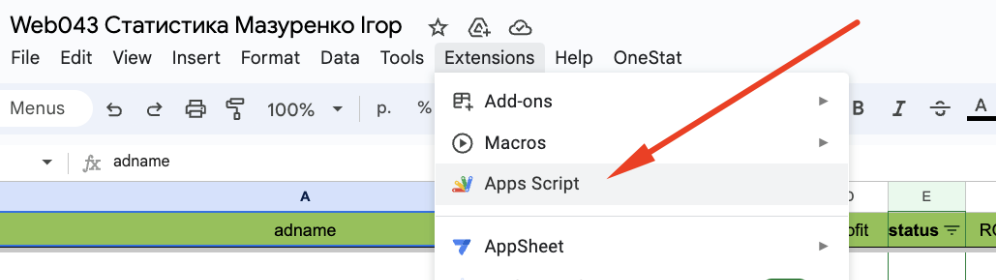 Web043 Статистика Мазуренко Ігор
File Edit View Insert Format Data Tools Extensions Help OneStat
Menus 100% р. % Add-ons B I S A
Macros
fx adname
Apps Script
A E
adname ofit status RO
AppSheet